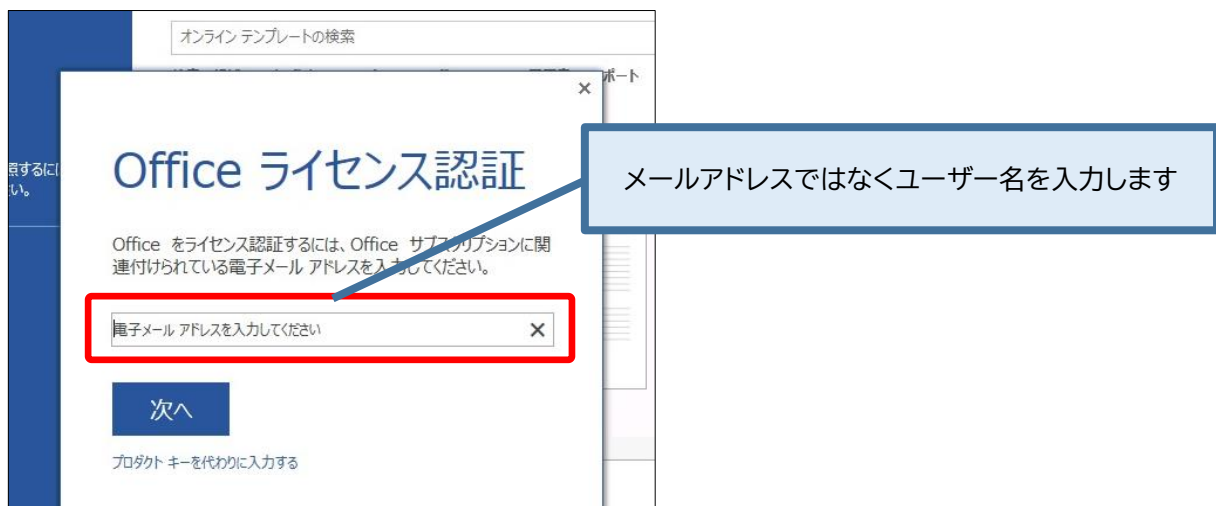 オンライン テンプレートの検索
ポート
Office ライセンス認証
メールアドレスではなくユーザー名を入力します
Office をライセンス認証するには、Office サブスクリプションに関
連付けられている電子メール アドレスを入力してください。
電子メール アドレスを入力してください
次へ
プロダクト キーを代わりに入力する